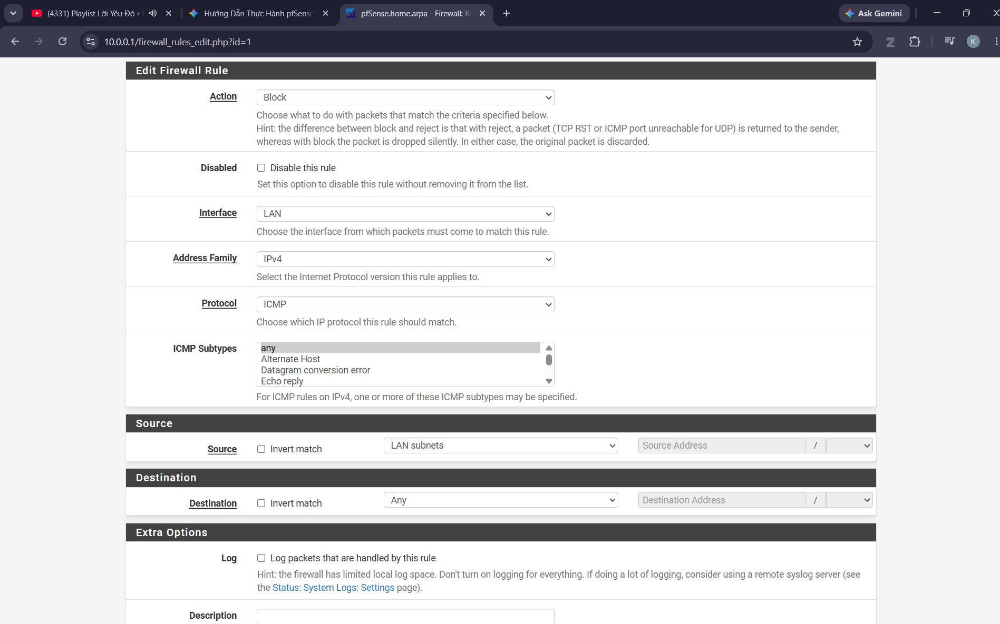 (4331) Playlist Lời Yêu Đó •
Hướng Dẫn Thực Hành pfSense
pfSense.home.arpa - Firewall: R
Ask Gemini
10.0.0.1/firewall_rules_edit.php?id=1
K
Edit Firewall Rule
Action
Block
Choose what to do with packets that match the criteria specified below.
Hint: the difference between block and reject is that with reject, a packet (TCP RST or ICMP port unreachable for UDP) is returned to the sender,
whereas with block the packet is dropped silently. In either case, the original packet is discarded.
Disabled
Disable this rule
Set this option to disable this rule without removing it from the list.
Interface
LAN
Choose the interface from which packets must come to match this rule.
Address Family
IPv4
Select the Internet Protocol version this rule applies to.
Protocol
ICMP
Choose which IP protocol this rule should match.
ICMP Subtypes
any
Alternate Host
Datagram conversion error
Echo reply
For ICMP rules on IPv4, one or more of these ICMP subtypes may be specified.
Source
Source
Invert match
LAN subnets
Source Address
/
Destination
Destination
Invert match
Any
Destination Address
/
Extra Options
Log
Log packets that are handled by this rule
Hint: the firewall has limited local log space. Don't turn on logging for everything. If doing a lot of logging, consider using a remote syslog server (see
the Status: System Logs: Settings page).
Description